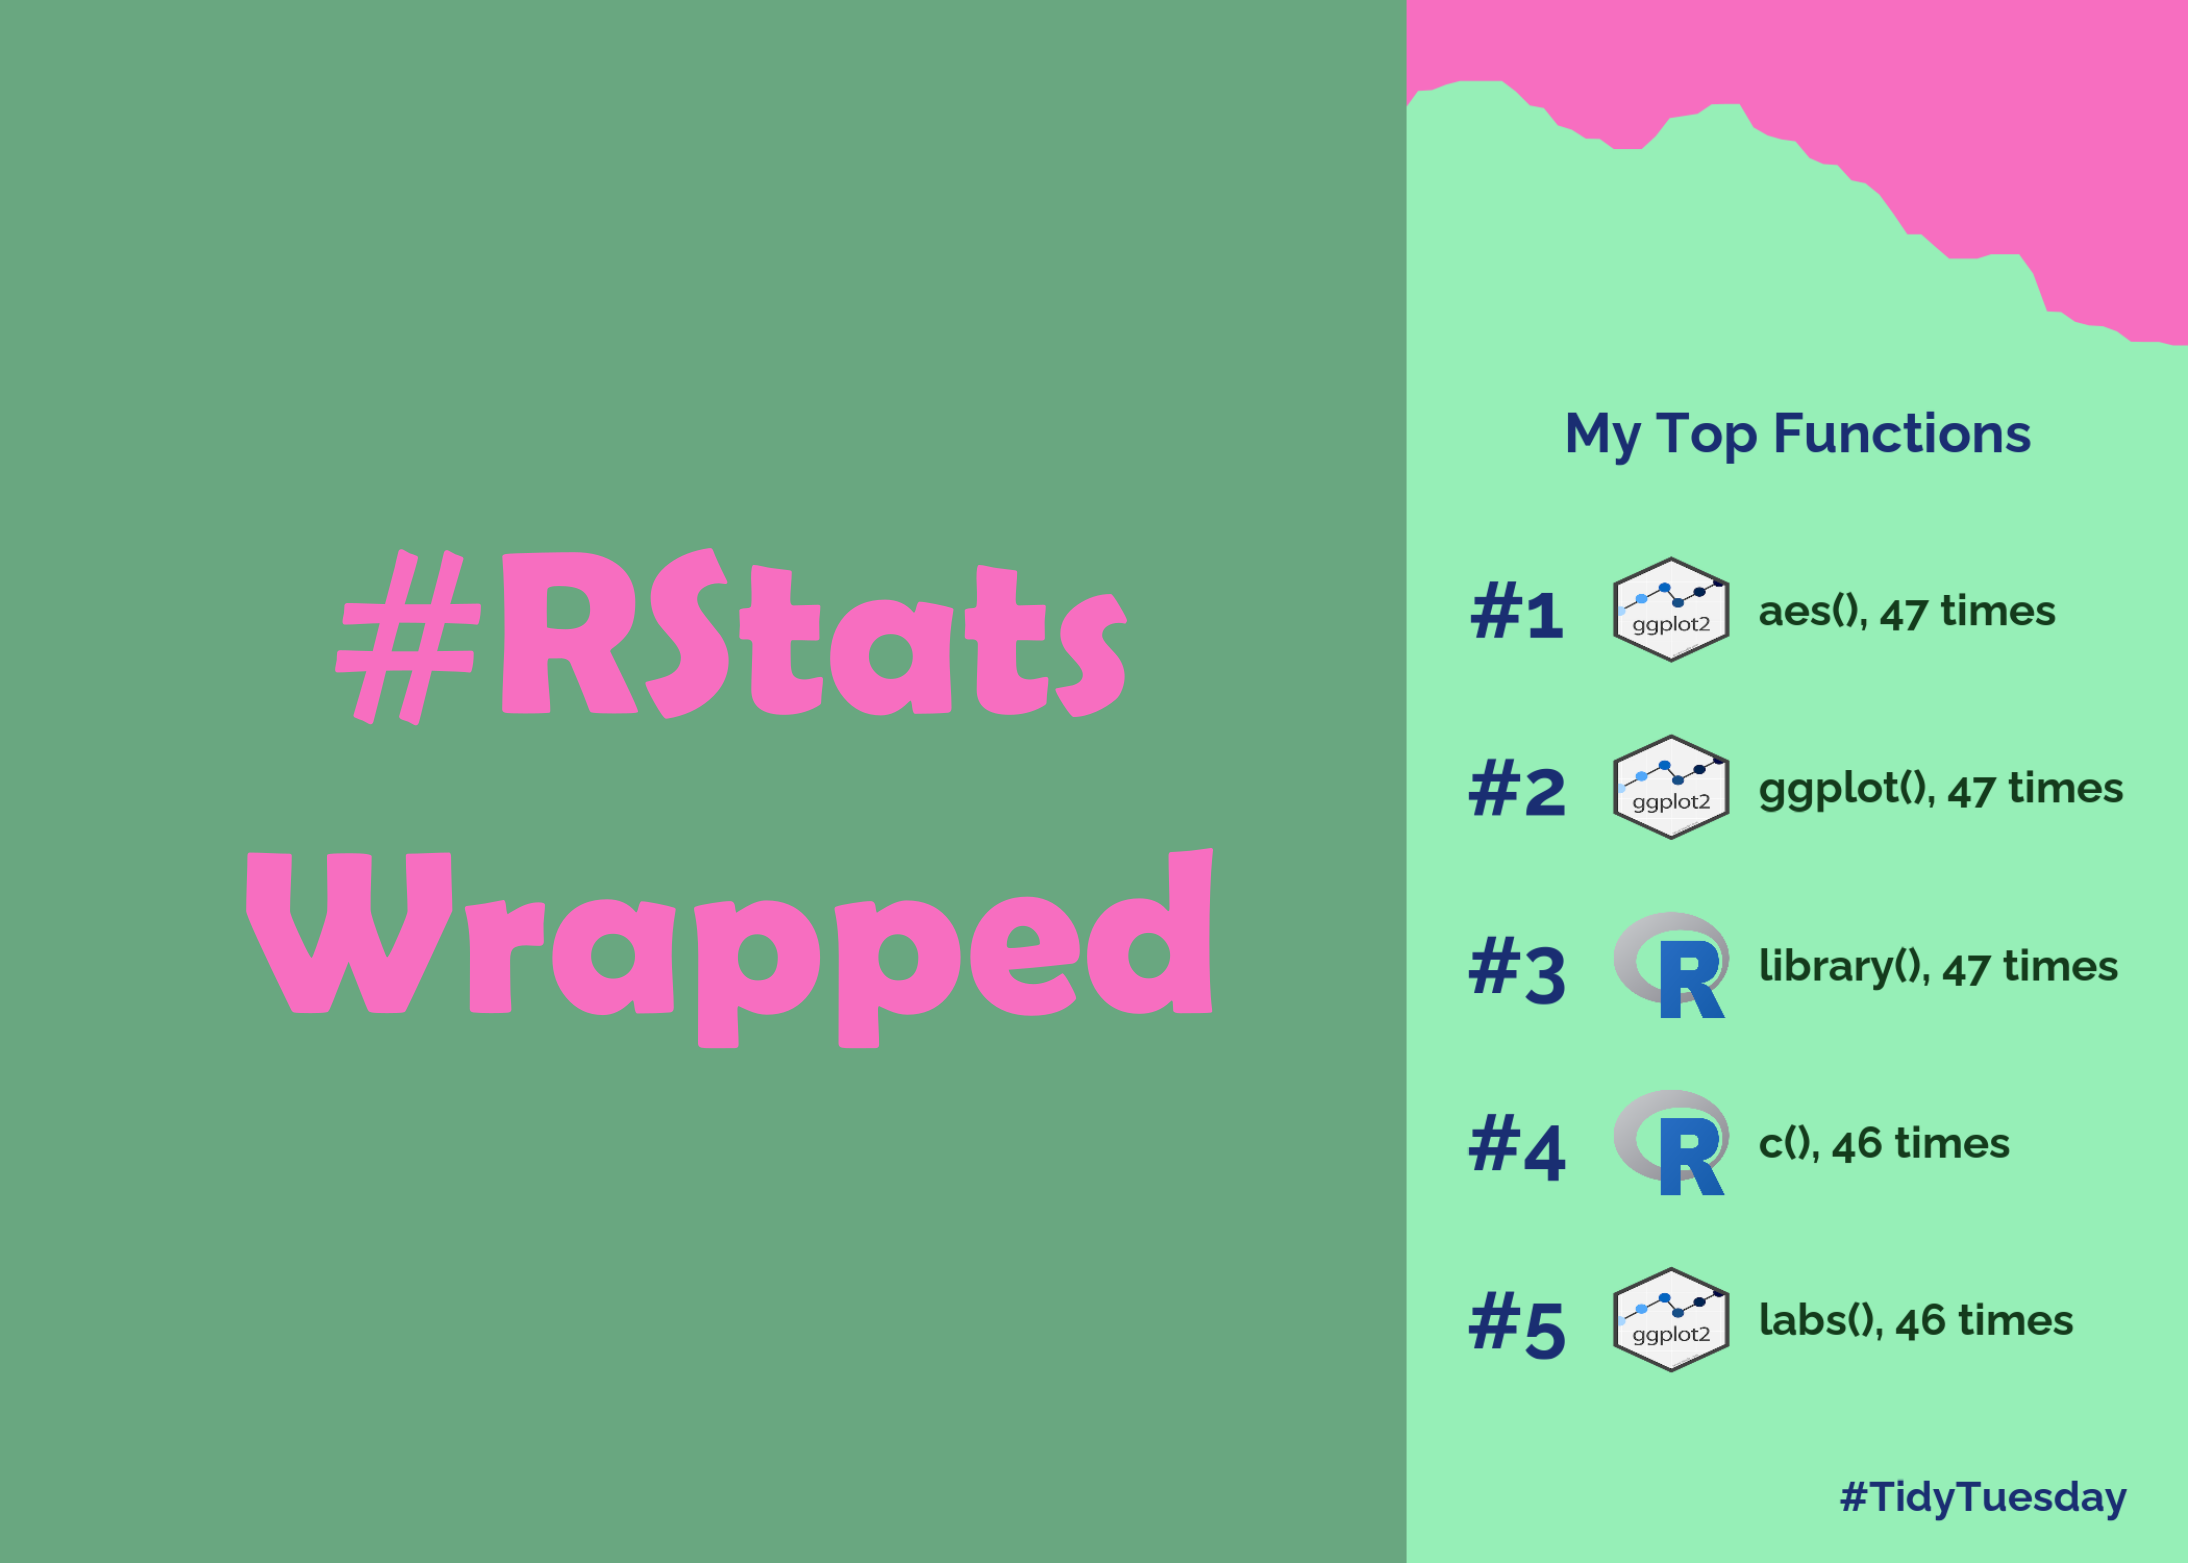 #RStats
Wrapped
My Top Functions
#1 ggplot2 aes(), 47 times
#2 ggplot2 ggplot(), 47 times
#3 R library(), 47 times
#4 R c(), 46 times
#5 ggplot2 labs(), 46 times
#TidyTuesday